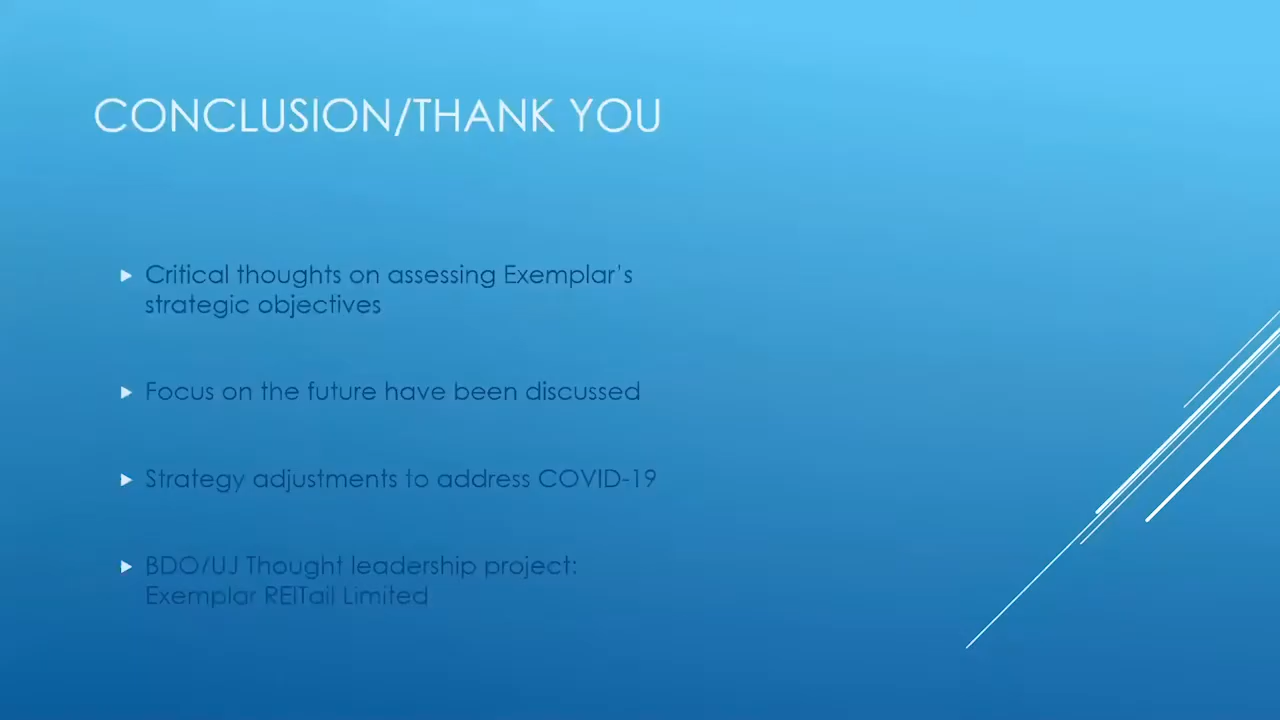 CONCLUSION/THANK YOU
Critical thoughts on assessing Exemplar's
strategic objectives
Focus on the future have been discussed
Strategy adjustments to address COVID-19
BDO/UJ Thought leadership project:
Exemplar REITail Limited